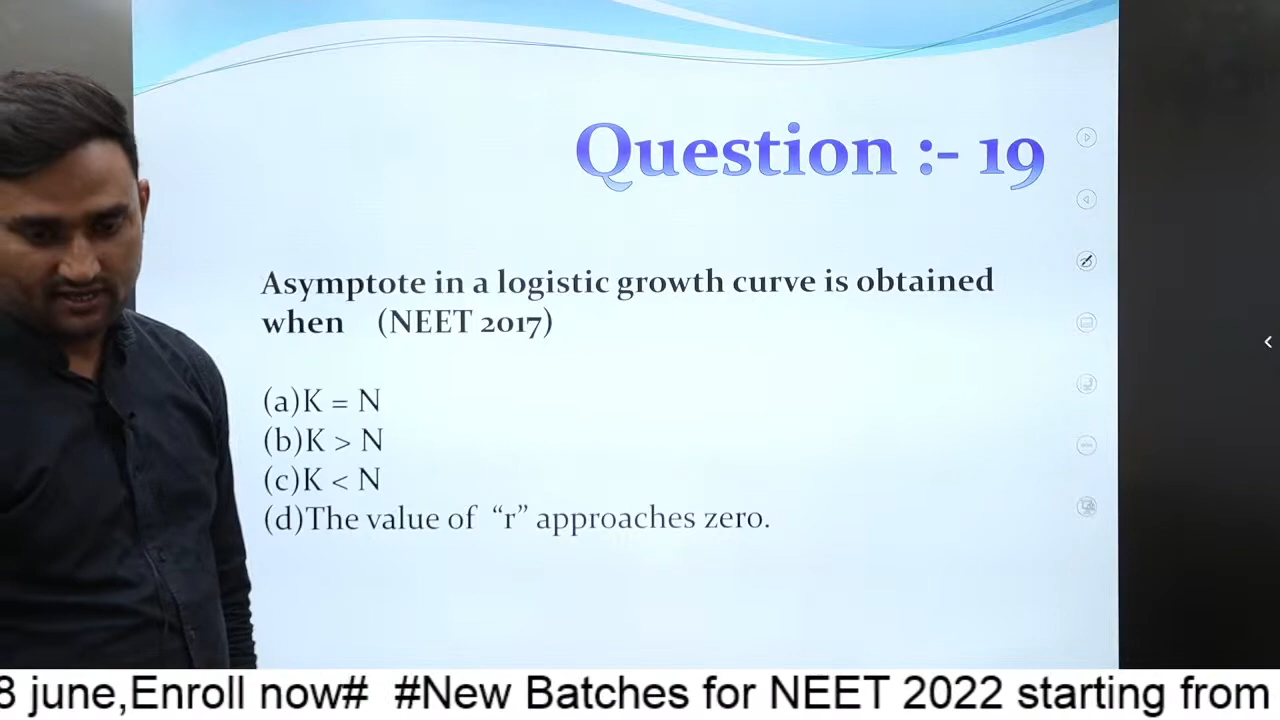 Question :- 19
Asymptote in a logistic growth curve is obtained
when (NEET 2017)
(a)K = N
(b)K > N
(c)K < N
(d)The value of “r” approaches zero.
8 june,Enroll now# #New Batches for NEET 2022 starting from